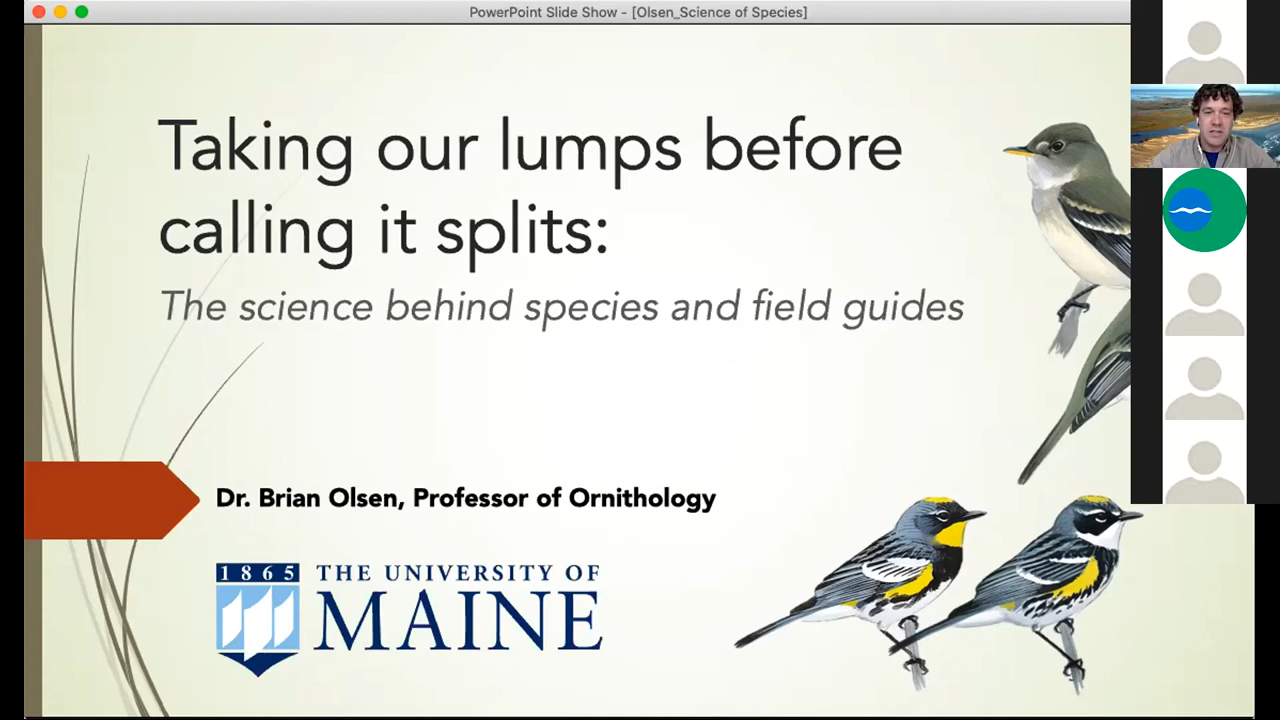 PowerPoint Slide Show - [Olsen_Science of Species]
Taking our lumps before
calling it splits:
The science behind species and field guides
Dr. Brian Olsen, Professor of Ornithology
1865
THE UNIVERSITY OF
MAINE